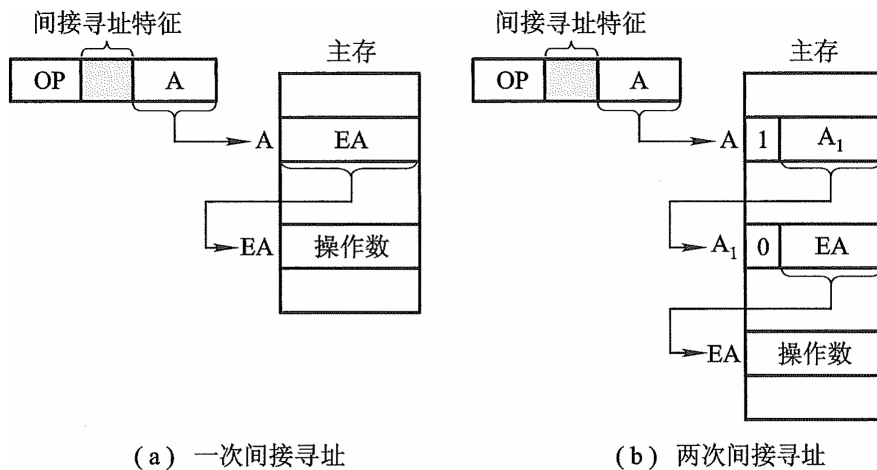 间接寻址特征
OP A
主存
A EA
EA 操作数
(a) 一次间接寻址
间接寻址特征
OP A
主存
A 1 A₁
A₁ 0 EA
EA 操作数
(b) 两次间接寻址